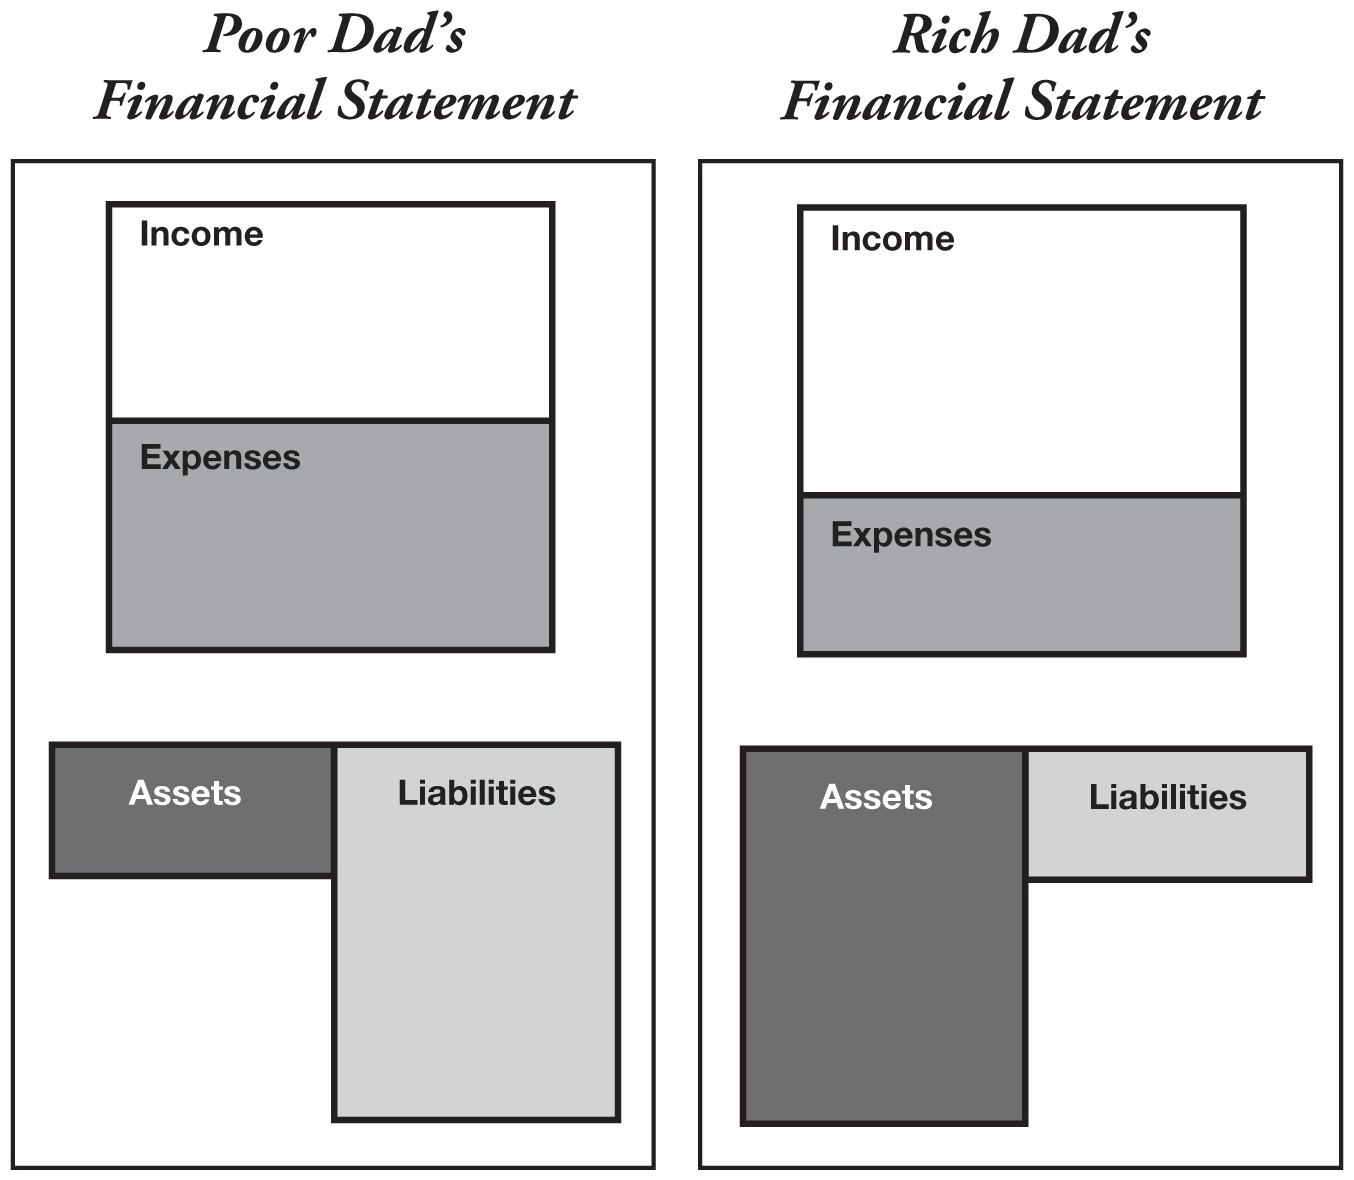 Poor Dad’s
Financial Statement
Income
Expenses
Assets
Liabilities
Rich Dad’s
Financial Statement
Income
Expenses
Assets
Liabilities